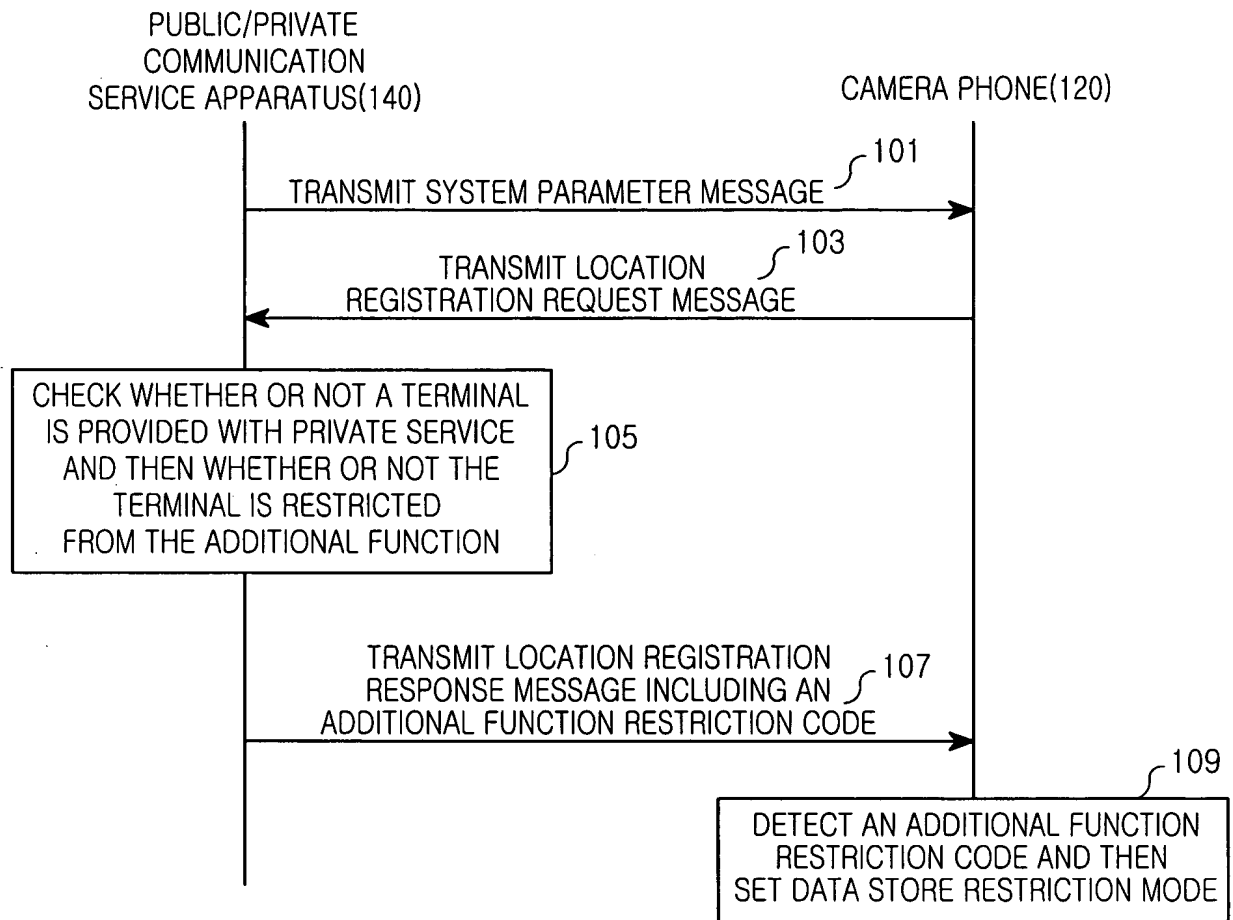 PUBLIC/PRIVATE
COMMUNICATION
SERVICE APPARATUS(140)
CAMERA PHONE(120)
101
TRANSMIT SYSTEM PARAMETER MESSAGE
103
TRANSMIT LOCATION
REGISTRATION REQUEST MESSAGE
CHECK WHETHER OR NOT A TERMINAL
IS PROVIDED WITH PRIVATE SERVICE
AND THEN WHETHER OR NOT THE
TERMINAL IS RESTRICTED
FROM THE ADDITIONAL FUNCTION
105
TRANSMIT LOCATION REGISTRATION
RESPONSE MESSAGE INCLUDING AN
ADDITIONAL FUNCTION RESTRICTION CODE
107
109
DETECT AN ADDITIONAL FUNCTION
RESTRICTION CODE AND THEN
SET DATA STORE RESTRICTION MODE